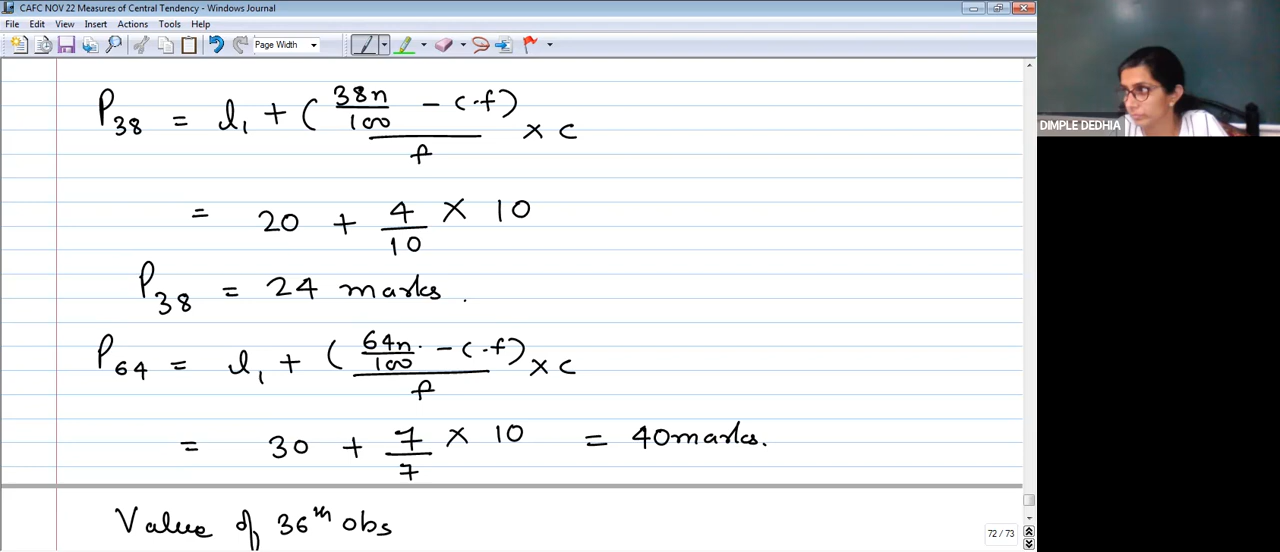 CAFC NOV 22 Measures of Central Tendency - Windows Journal
File Edit View Insert Actions Tools Help
Page Width
P38 = l1 + (38n/100 - c.f)/f × c
= 20 + 4/10 × 10
P38 = 24 marks.
P64 = l1 + (64n/100 - c.f)/f × c
= 30 + 7/7 × 10 = 40 marks.
Value of 36th obs
72 / 73
DIMPLE DEDHIA